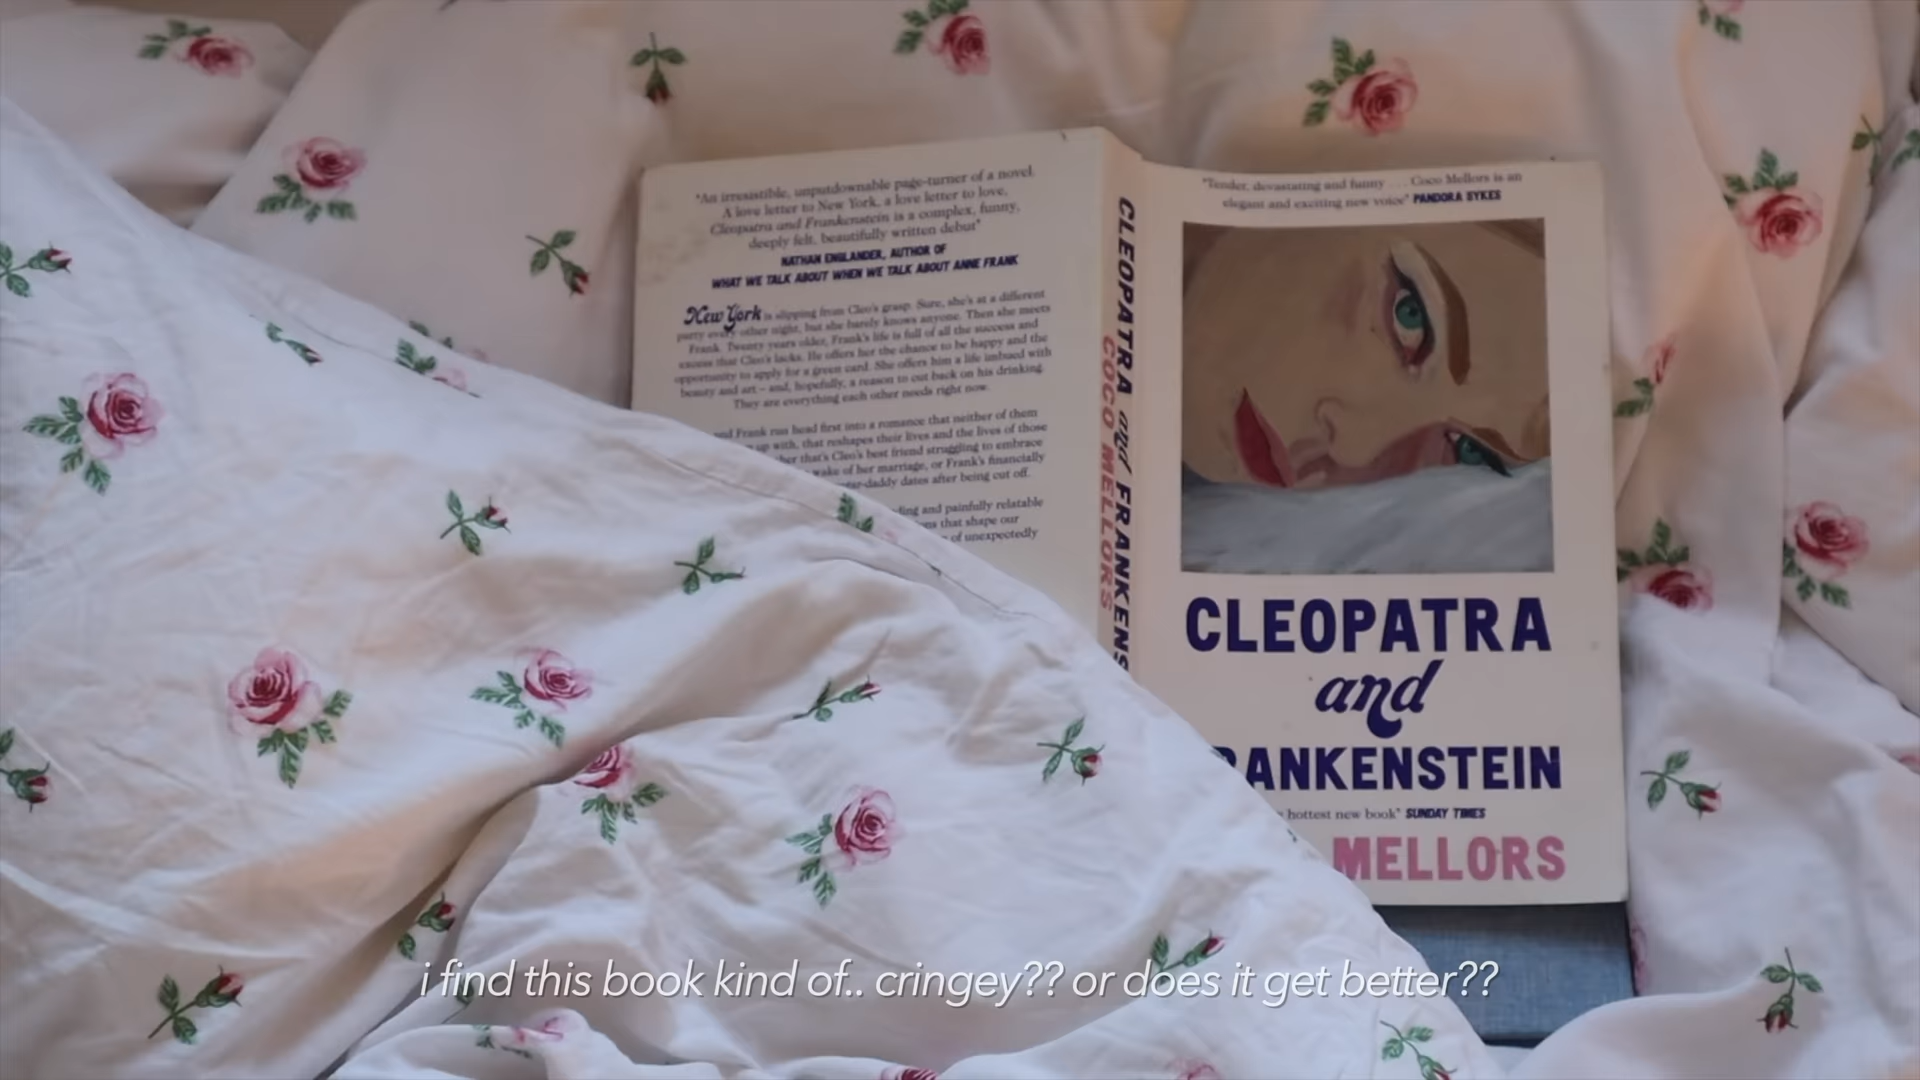 "An irresistible, unputdownable page-turner of a novel.
A love letter to New York, a love letter to love,
Cleopatra and Frankenstein is a complex, funny,
deeply felt, beautifully written debut"
NATHAN ENGLANDER, AUTHOR OF
WHAT WE TALK ABOUT WHEN WE TALK ABOUT ANNE FRANK
New York is slipping from Cleo's grasp. Sure, she's at a different
party every other night, but she barely knows anyone. Then she meets
Frank. Twenty years older, Frank's life is full of all the success and
excess that Cleo's lacks. He offers her the chance to be happy and the
opportunity to apply for a green card. She offers him a life imbued with
beauty and art – and, hopefully, a reason to cut back on his drinking.
They are everything each other needs right now.
and Frank run head first into a romance that neither of them
up with, that reshapes their lives and the lives of those
her that's Cleo's best friend struggling to embrace
wake of her marriage, or Frank's financially
ar-daddy dates after being cut off.
fing and painfully relatable
ns that shape our
of unexpectedly
CLEOPATRA and FRANKENS
COCO MELLORS
"Tender, devastating and funny . . . Coco Mellors is an
elegant and exciting new voice" PANDORA SYKES
CLEOPATRA
and
RANKENSTEIN
hottest new book" SUNDAY TIMES
MELLORS
i find this book kind of.. cringey?? or does it get better??